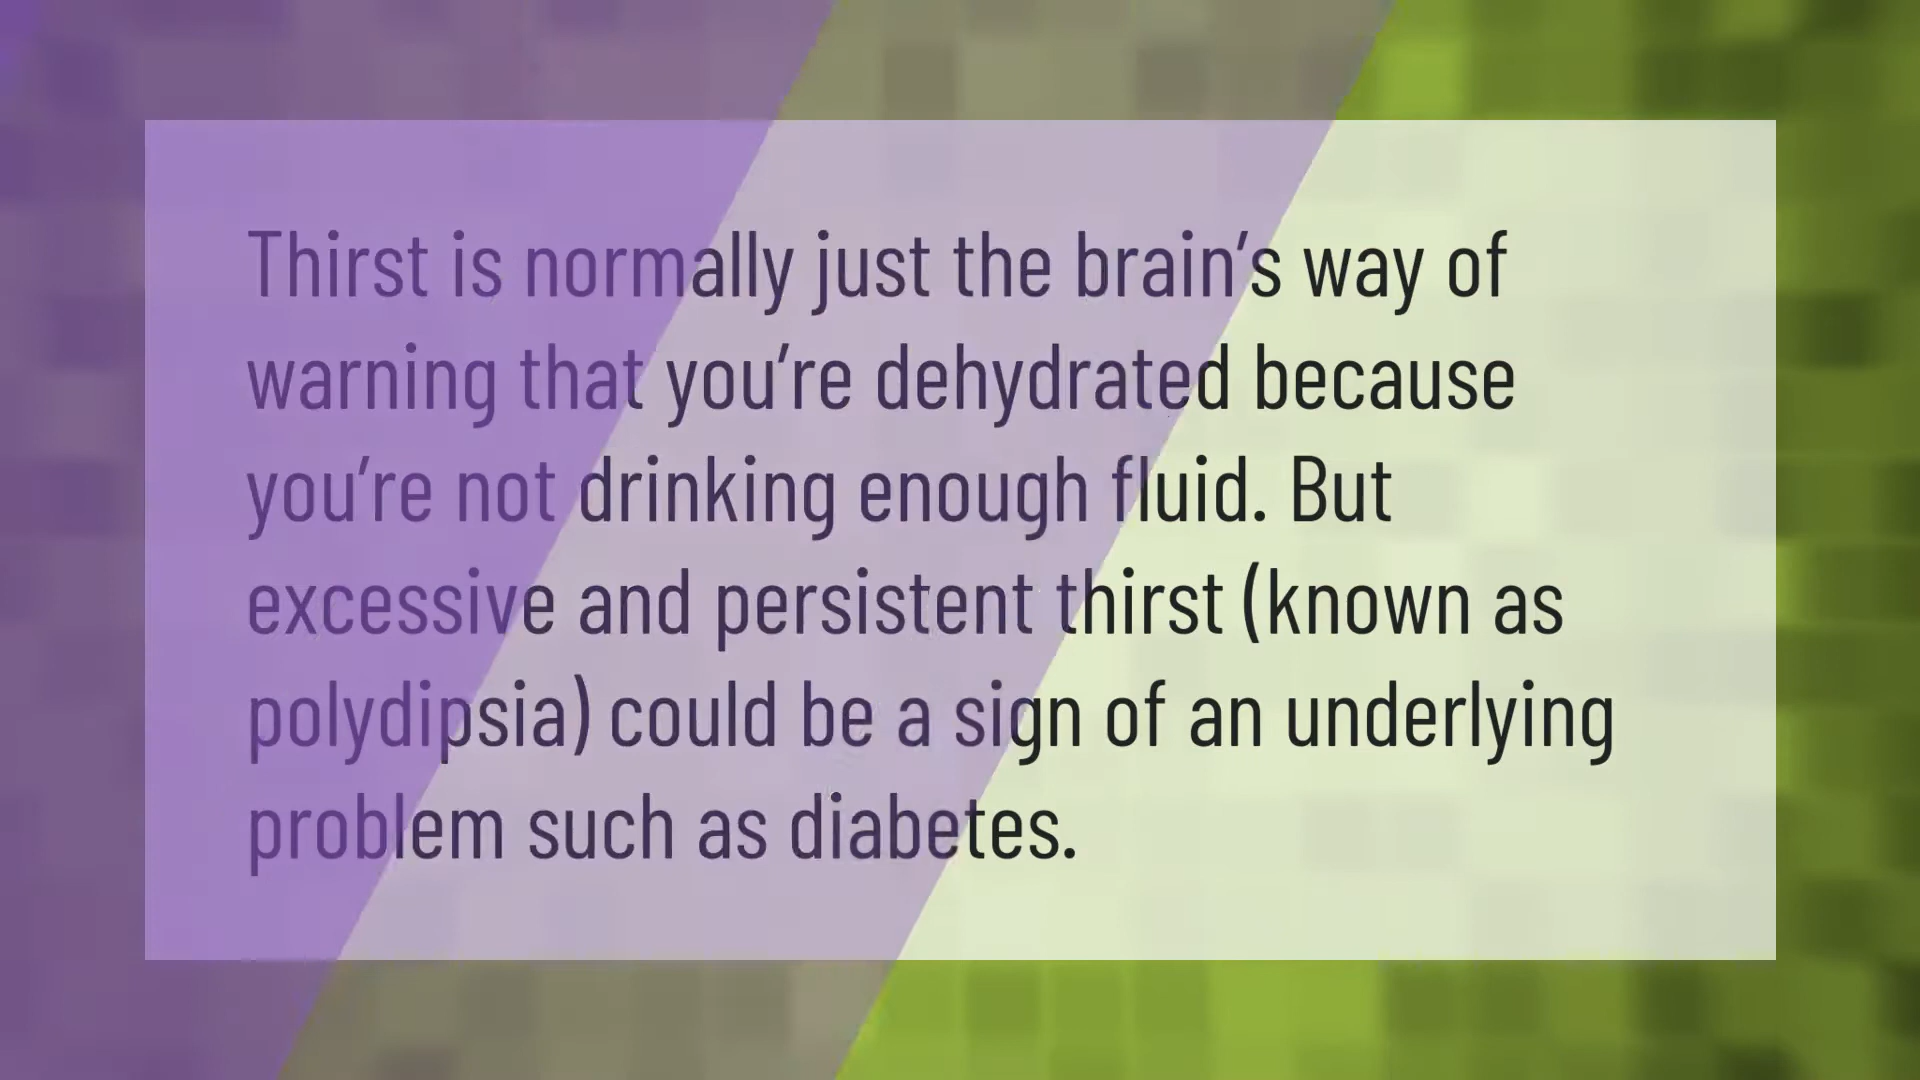 Thirst is normally just the brain’s way of
warning that you’re dehydrated because
you’re not drinking enough fluid. But
excessive and persistent thirst (known as
polydipsia) could be a sign of an underlying
problem such as diabetes.